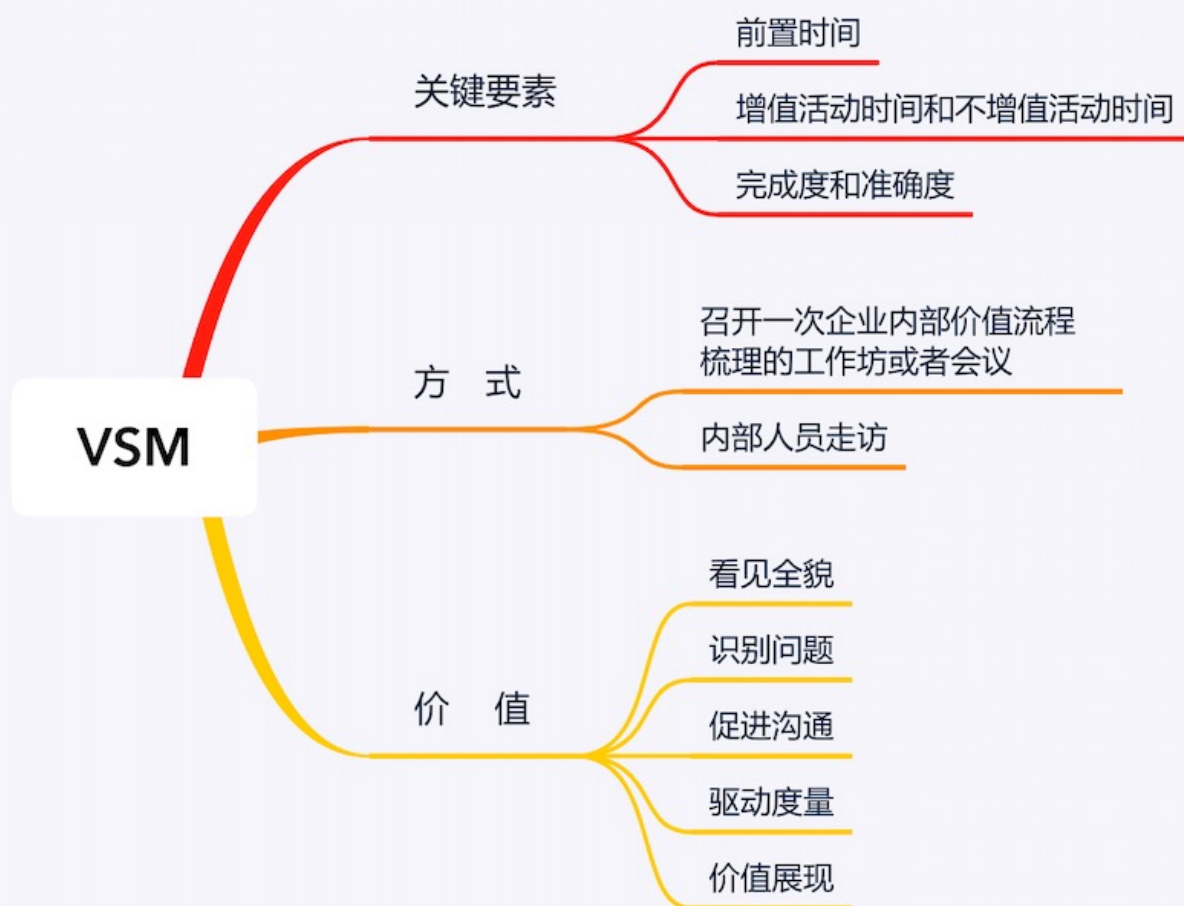 VSM
关键要素
前置时间
增值活动时间和不增值活动时间
完成度和准确度
方 式
召开一次企业内部价值流程
梳理的工作坊或者会议
内部人员走访
价 值
看见全貌
识别问题
促进沟通
驱动度量
价值展现